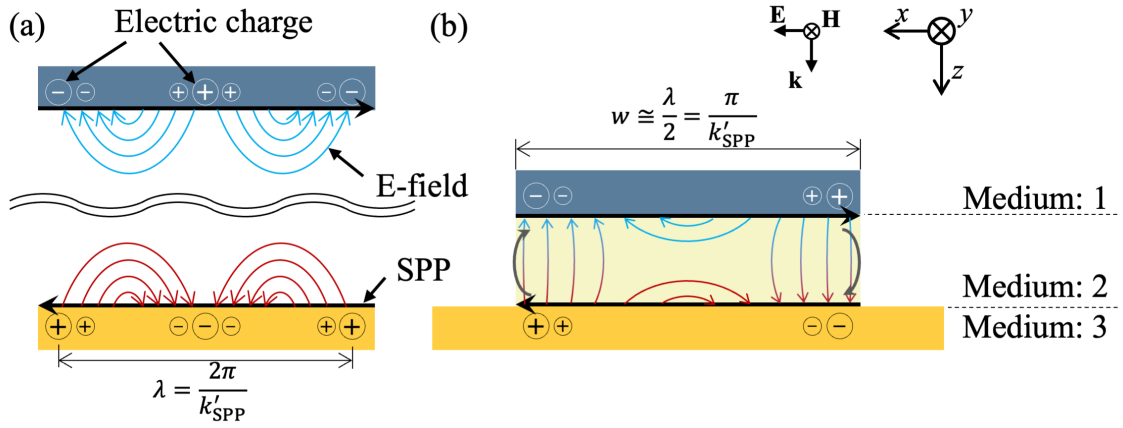 (a)
Electric charge
− − + + + − −
E-field
SPP
+ + − − − + +
λ = 2π / k′SPP
(b)
E H k
x y z
w ≅ λ/2 = π/k′SPP
− − + +
Medium: 1
Medium: 2
+ + − −
Medium: 3